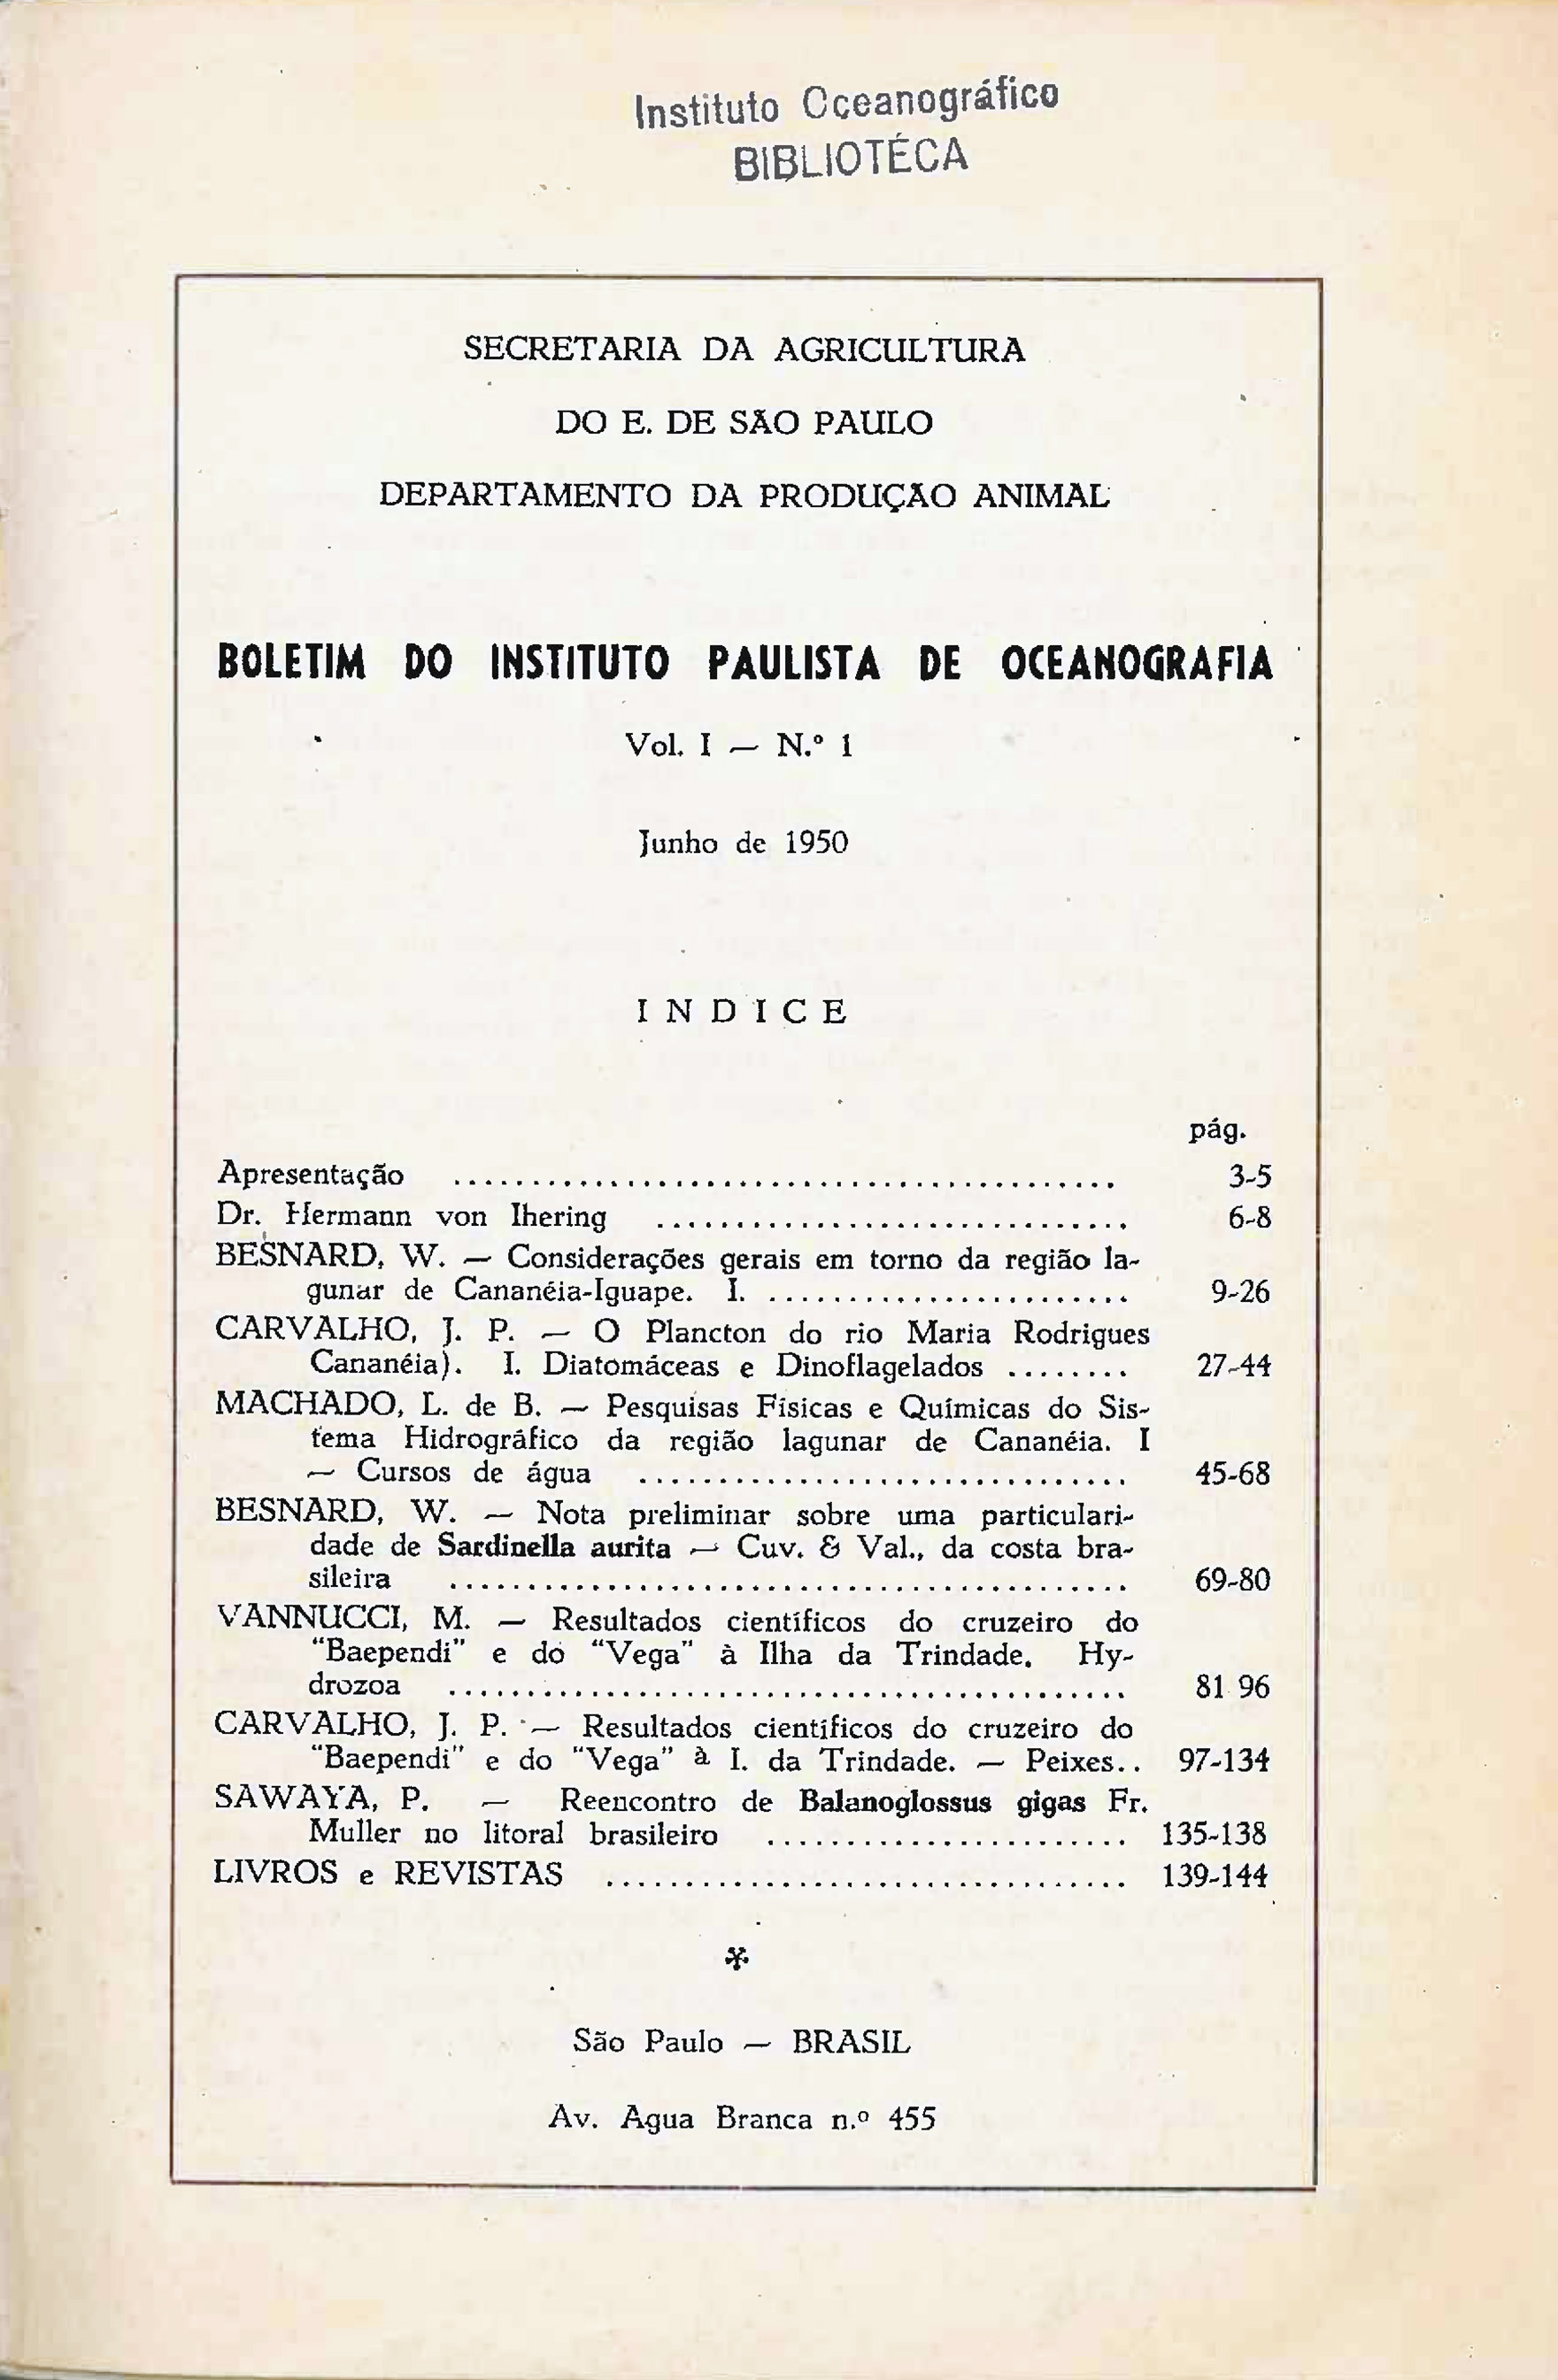 Instituto Oceanográfico
BIBLIOTÉCA
SECRETARIA DA AGRICULTURA
DO E. DE SÃO PAULO
DEPARTAMENTO DA PRODUÇÃO ANIMAL
BOLETIM DO INSTITUTO PAULISTA DE OCEANOGRAFIA
Vol. I — N.º 1
Junho de 1950
INDICE
pág.
Apresentação .......................................... 3-5
Dr. Hermann von Ihering .............................. 6-8
BESNARD, W. — Considerações gerais em torno da região la-
gunar de Cananéia-Iguape. I. ....................... 9-26
CARVALHO, J. P. — O Plancton do rio Maria Rodrigues
Cananéia). I. Diatomáceas e Dinoflagelados ........ 27-44
MACHADO, L. de B. — Pesquisas Físicas e Químicas do Sis-
tema Hidrográfico da região lagunar de Cananéia. I
— Cursos de água ............................... 45-68
BESNARD, W. — Nota preliminar sobre uma particulari-
dade de Sardinella aurita — Cuv. & Val., da costa bra-
sileira ........................................... 69-80
VANNUCCI, M. — Resultados científicos do cruzeiro do
"Baependi" e do "Vega" à Ilha da Trindade. Hy-
drozoa ........................................... 81 96
CARVALHO, J. P. — Resultados científicos do cruzeiro do
"Baependi" e do "Vega" à I. da Trindade. — Peixes.. 97-134
SAWAYA, P. — Reencontro de Balanoglossus gigas Fr.
Muller no litoral brasileiro ....................... 135-138
LIVROS e REVISTAS ................................. 139-144
São Paulo — BRASIL
Av. Agua Branca n.º 455